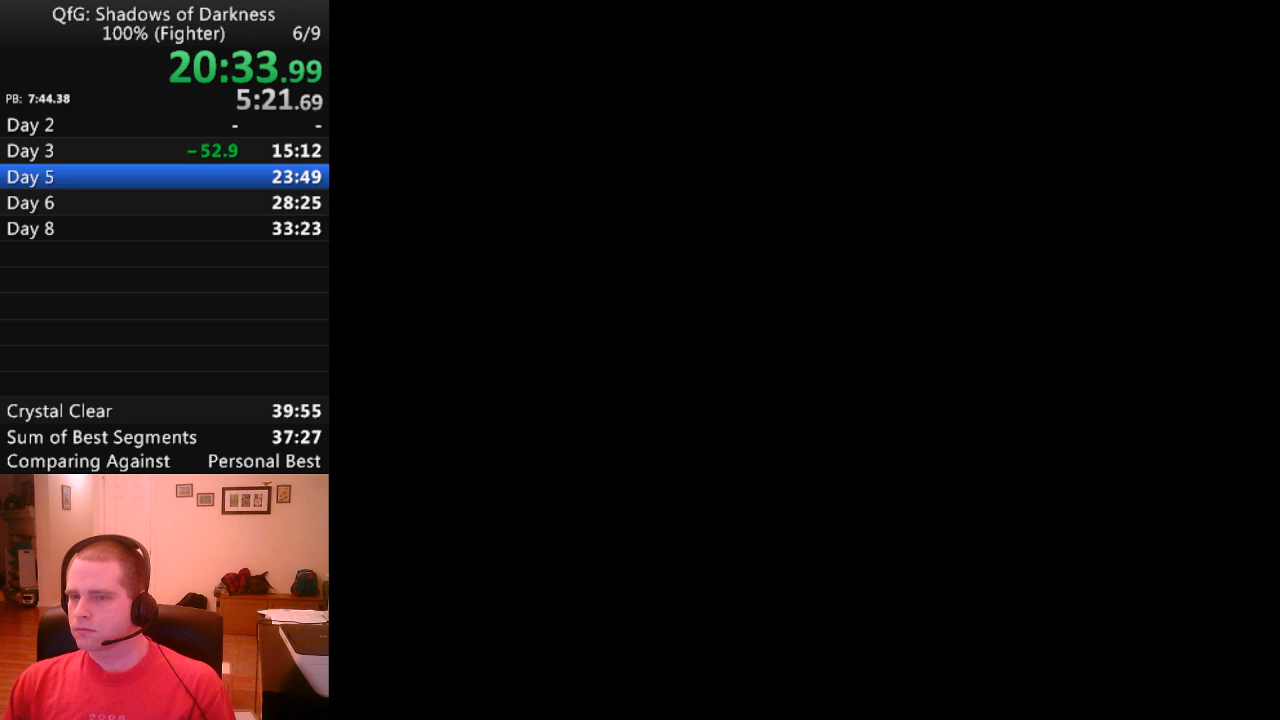 QfG: Shadows of Darkness
100% (Fighter) 6/9
20:33.99
PB: 7:44.38 5:21.69
Day 2 - -
Day 3 −52.9 15:12
Day 5 23:49
Day 6 28:25
Day 8 33:23
Crystal Clear 39:55
Sum of Best Segments 37:27
Comparing Against Personal Best
2006